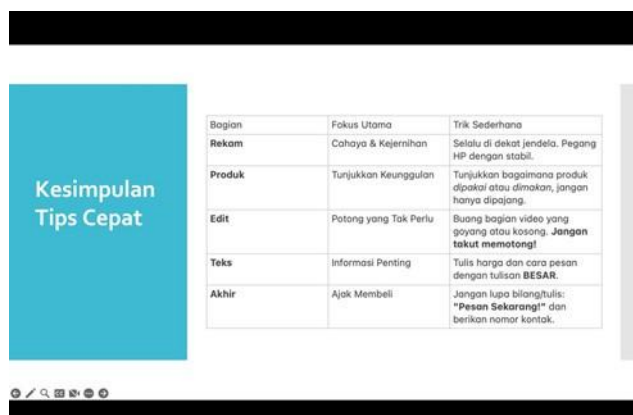 Kesimpulan
Tips Cepat
Bagian Fokus Utama Trik Sederhana
Rekam Cahaya & Kejernihan Selalu di dekat jendela. Pegang
HP dengan stabil.
Produk Tunjukkan Keunggulan Tunjukkan bagaimana produk
dipakai atau dimakan, jangan
hanya dipajang.
Edit Potong yang Tak Perlu Buang bagian video yang
goyang atau kosong. Jangan
takut memotong!
Teks Informasi Penting Tulis harga dan cara pesan
dengan tulisan BESAR.
Akhir Ajak Membeli Jangan lupa bilang/tulis:
"Pesan Sekarang!" dan
berikan nomor kontak.